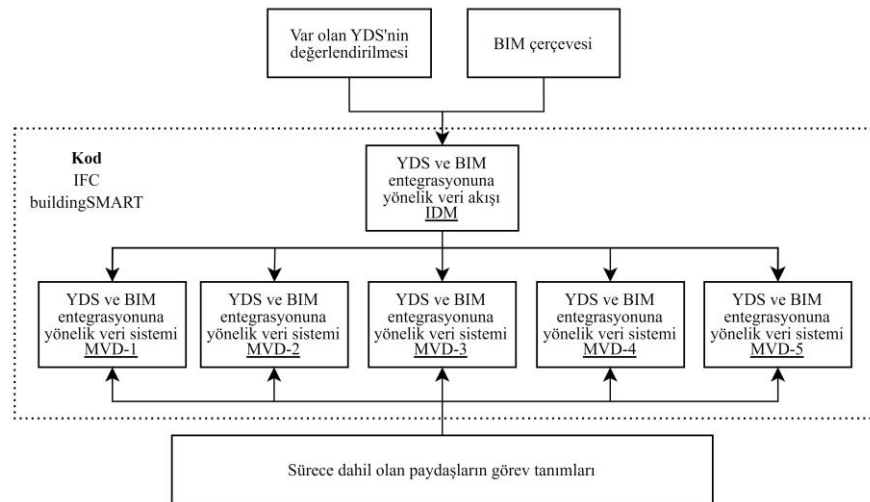 Var olan YDS'nin
değerlendirilmesi
BIM çerçevesi
Kod
IFC
buildingSMART
YDS ve BIM
entegrasyonuna
yönelik veri akışı
IDM
YDS ve BIM
entegrasyonuna
yönelik veri sistemi
MVD-1
YDS ve BIM
entegrasyonuna
yönelik veri sistemi
MVD-2
YDS ve BIM
entegrasyonuna
yönelik veri sistemi
MVD-3
YDS ve BIM
entegrasyonuna
yönelik veri sistemi
MVD-4
YDS ve BIM
entegrasyonuna
yönelik veri sistemi
MVD-5
Sürece dahil olan paydaşların görev tanımları